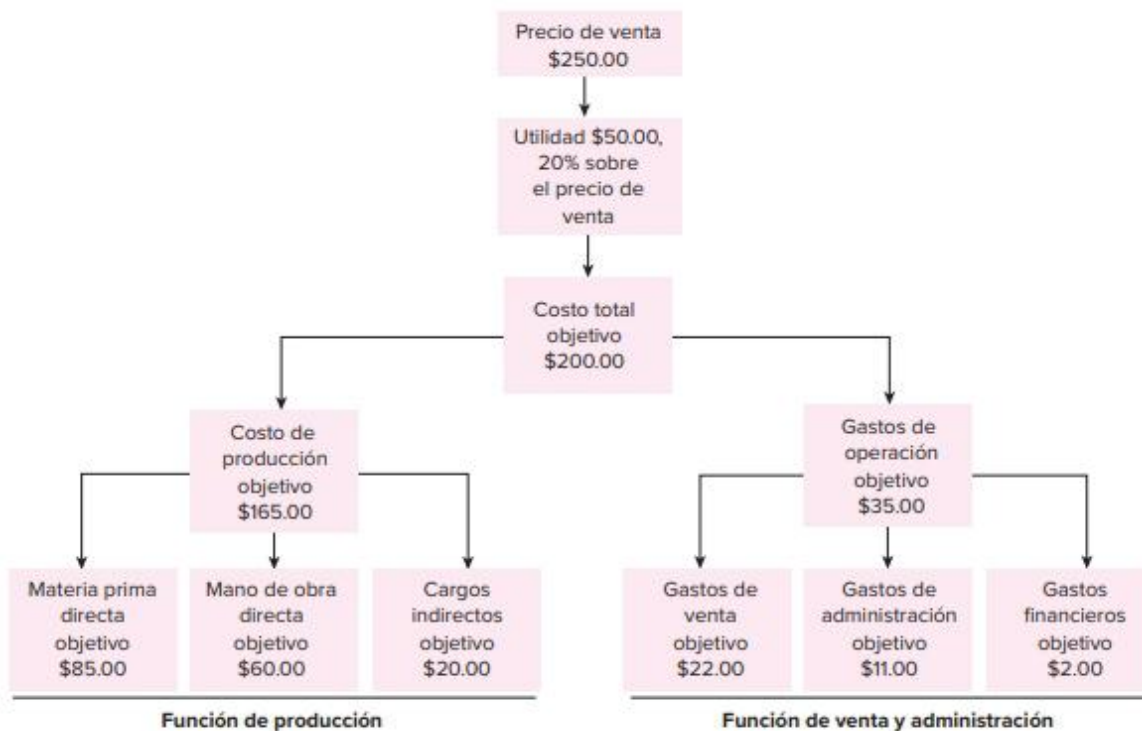 Precio de venta
$250.00
Utilidad $50.00,
20% sobre
el precio de
venta
Costo total
objetivo
$200.00
Costo de
producción
objetivo
$165.00
Gastos de
operación
objetivo
$35.00
Materia prima
directa
objetivo
$85.00
Mano de obra
directa
objetivo
$60.00
Cargos
indirectos
objetivo
$20.00
Gastos de
venta
objetivo
$22.00
Gastos de
administración
objetivo
$11.00
Gastos
financieros
objetivo
$2.00
Función de producción
Función de venta y administración